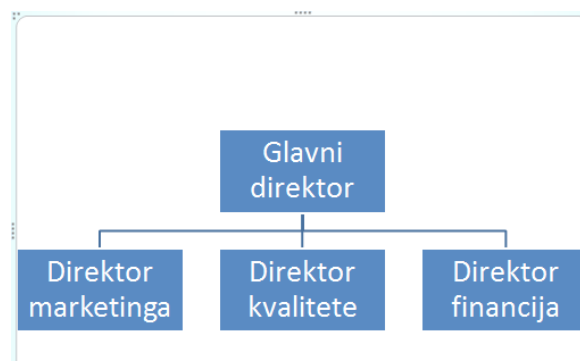 Glavni
direktor
Direktor
marketinga
Direktor
kvalitete
Direktor
financija